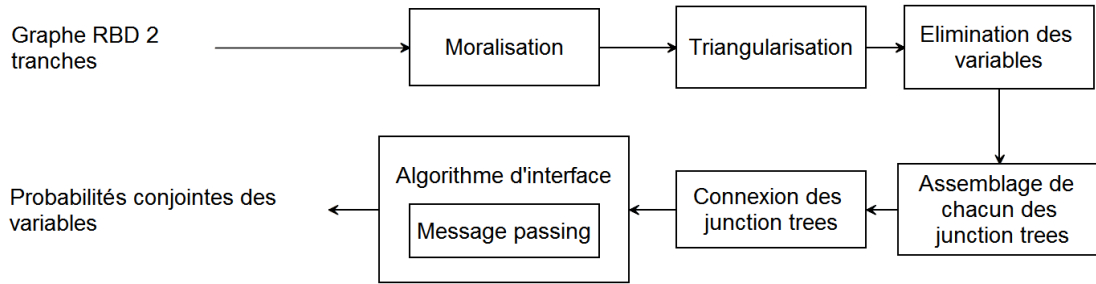 Graphe RBD 2
tranches
Moralisation
Triangularisation
Elimination des
variables
Assemblage de
chacun des
junction trees
Connexion des
junction trees
Algorithme d'interface
Message passing
Probabilités conjointes des
variables